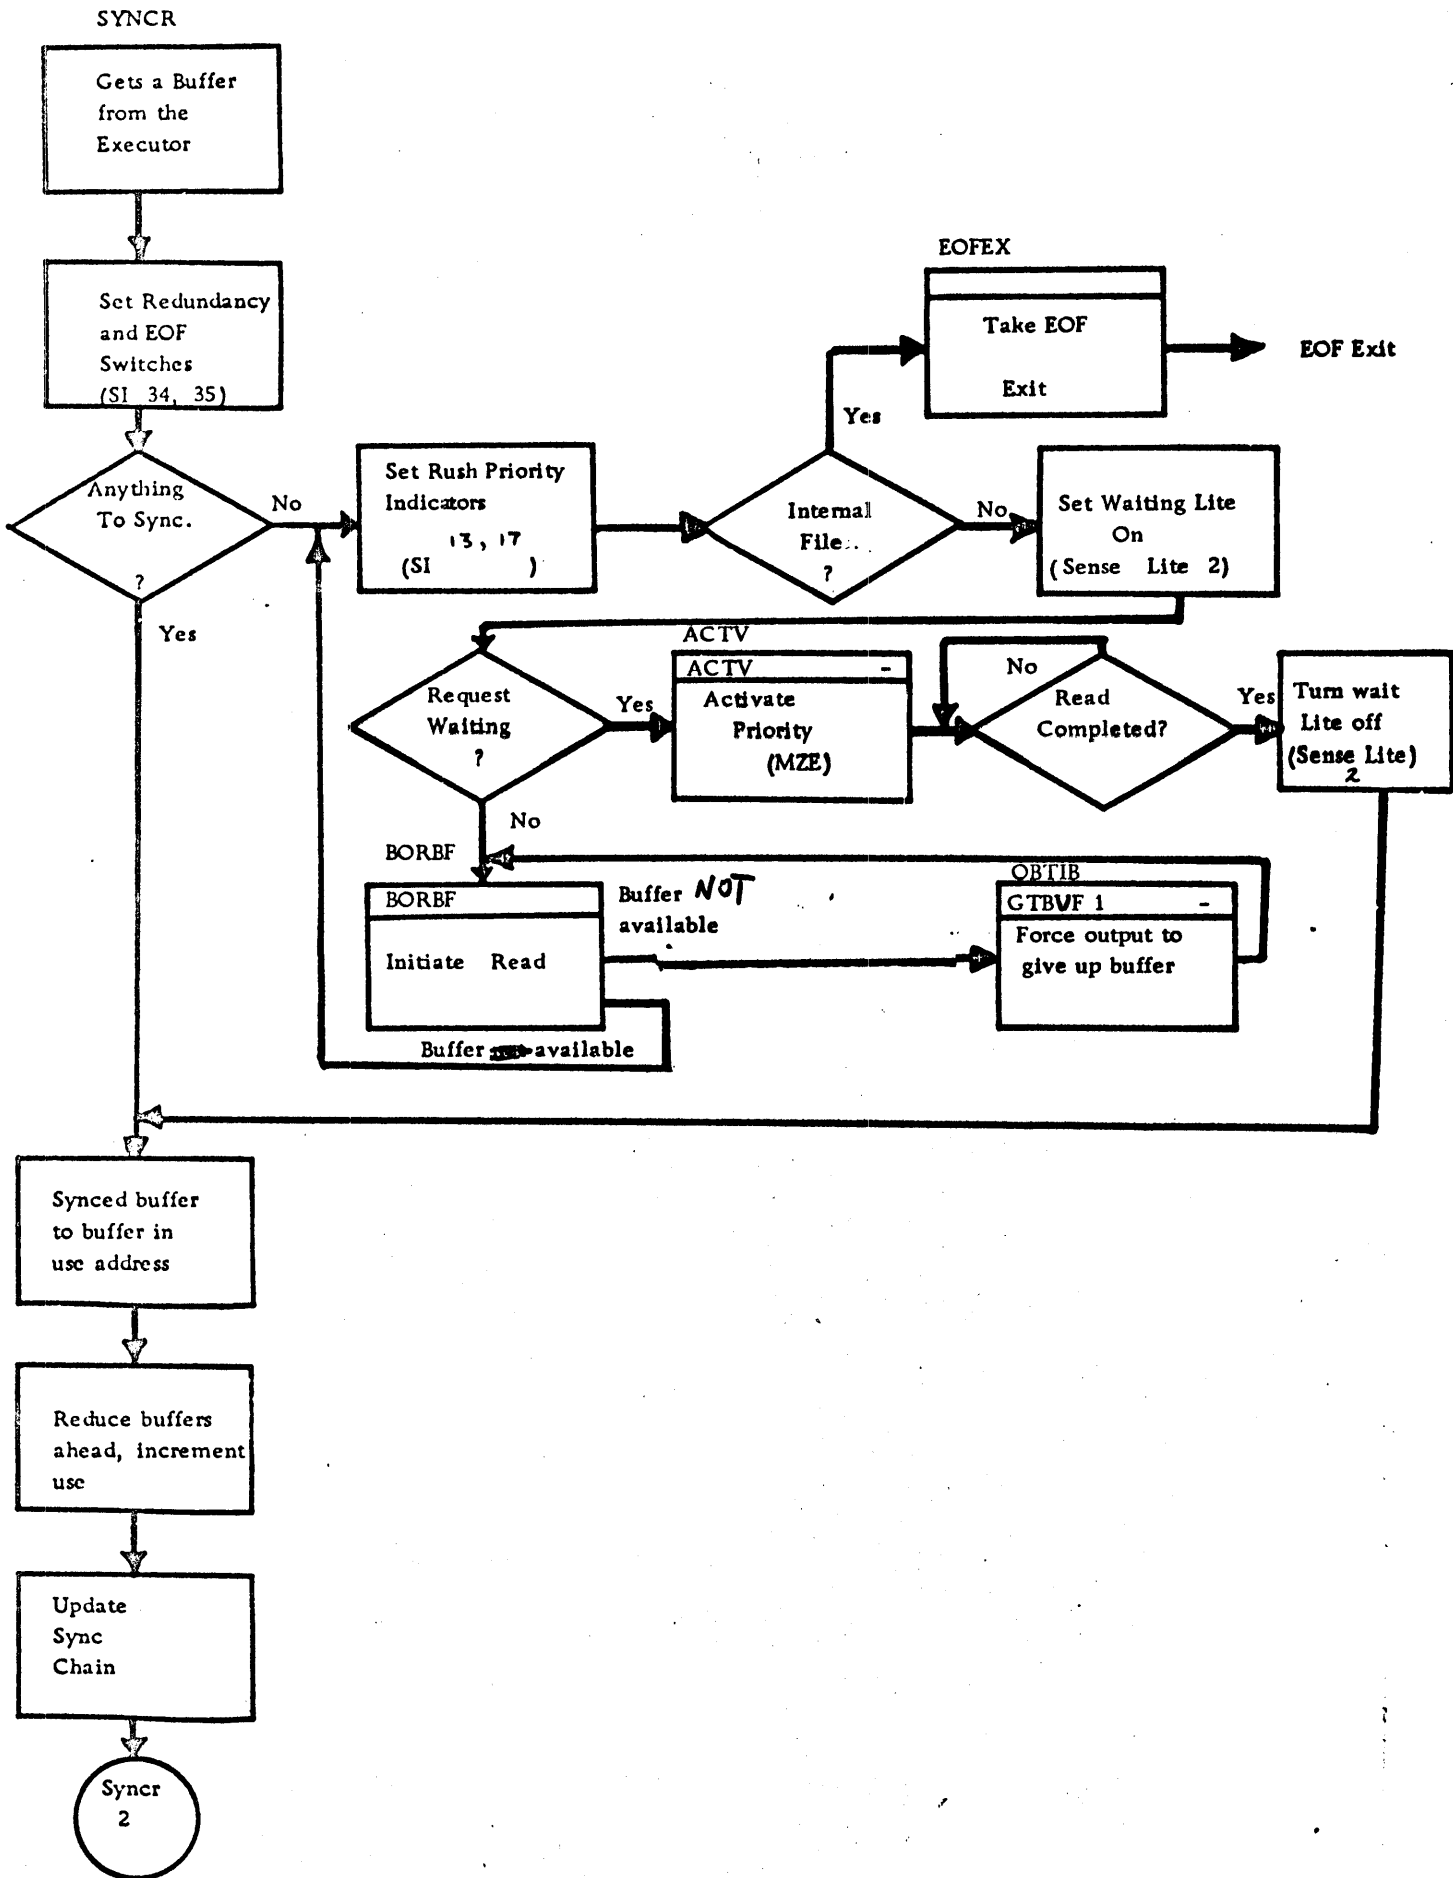 SYNCR
Gets a Buffer
from the
Executor
Set Redundancy
and EOF
Switches
(SI 34, 35)
Anything
To Sync.
?
No
Yes
Set Rush Priority
Indicators
13, 17
(SI )
EOFEX
Take EOF
Exit
EOF Exit
Yes
Internal
File
?
No
Set Waiting Lite
On
(Sense Lite 2)
Request
Waiting
?
Yes
No
ACTV
ACTV -
Activate
Priority
(MZE)
No
Read
Completed?
Yes
Turn wait
Lite off
(Sense Lite)
2
BORBF
BORBF
Initiate Read
Buffer NOT
available
Buffer available
OBTIB
GTBUF 1 -
Force output to
give up buffer
Synced buffer
to buffer in
use address
Reduce buffers
ahead, increment
use
Update
Sync
Chain
Syncr
2